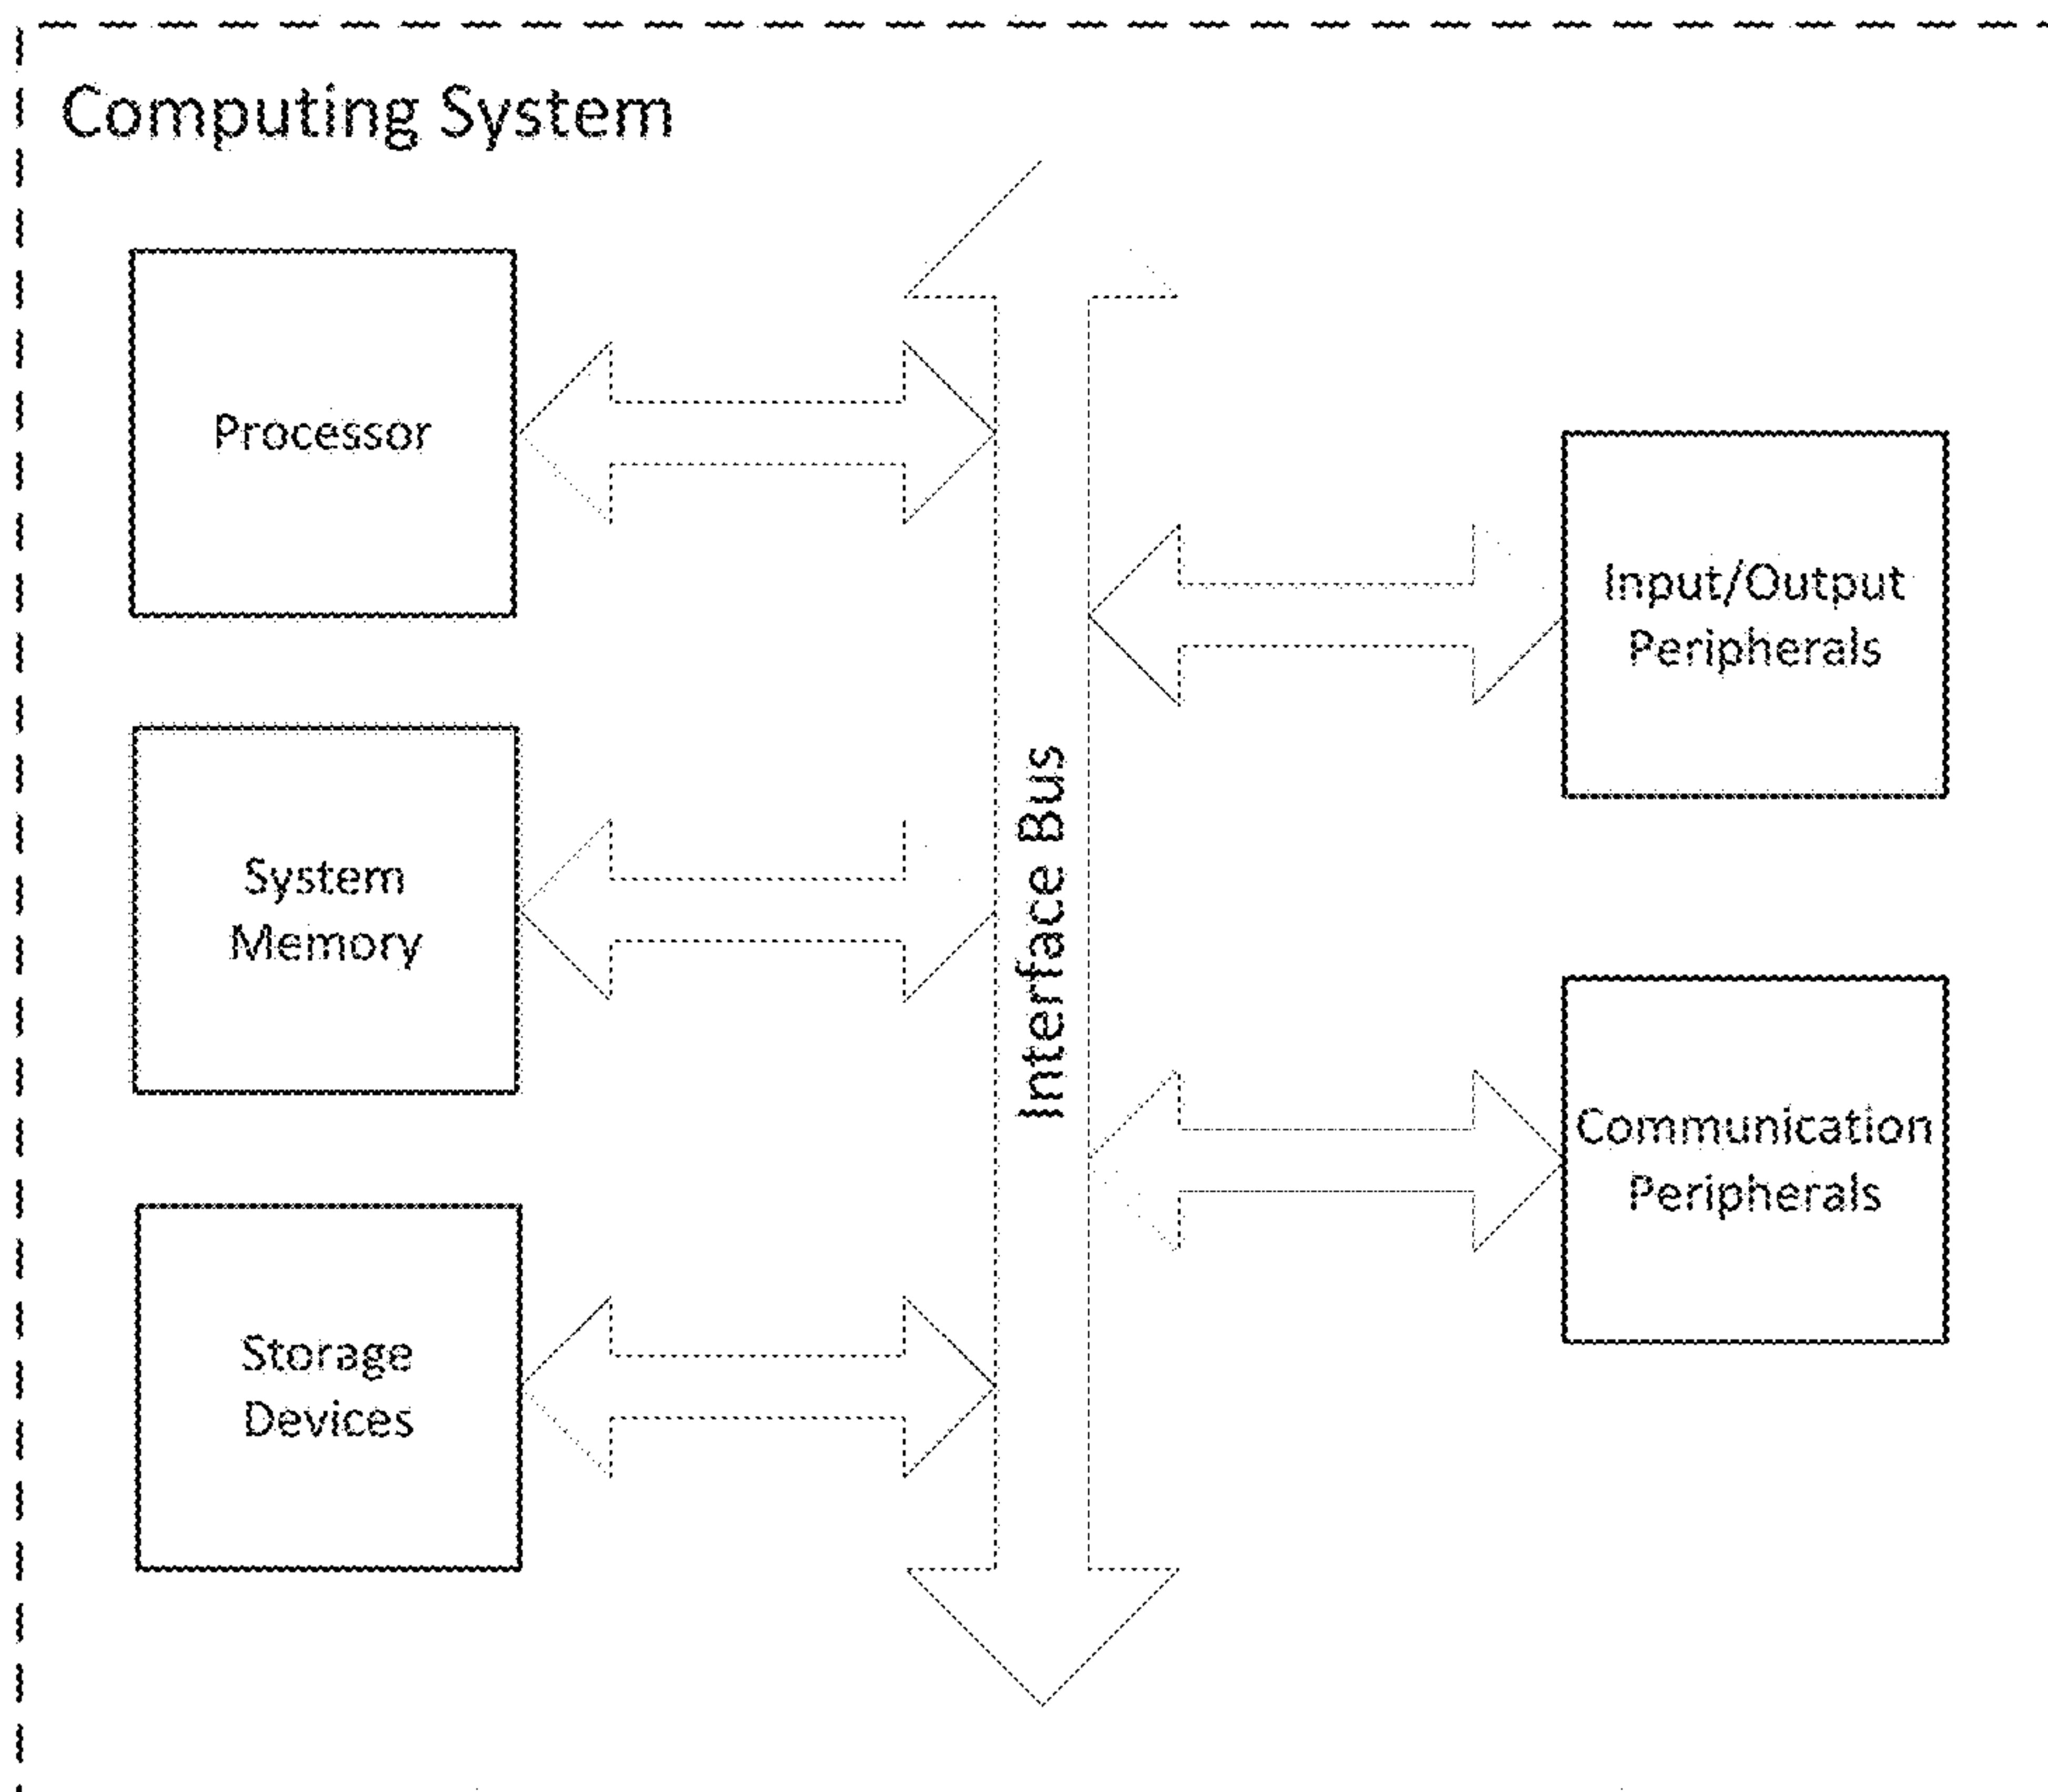 Computing System
Processor
Input/Output
Peripherals
System
Memory
Interface Bus
Communication
Peripherals
Storage
Devices